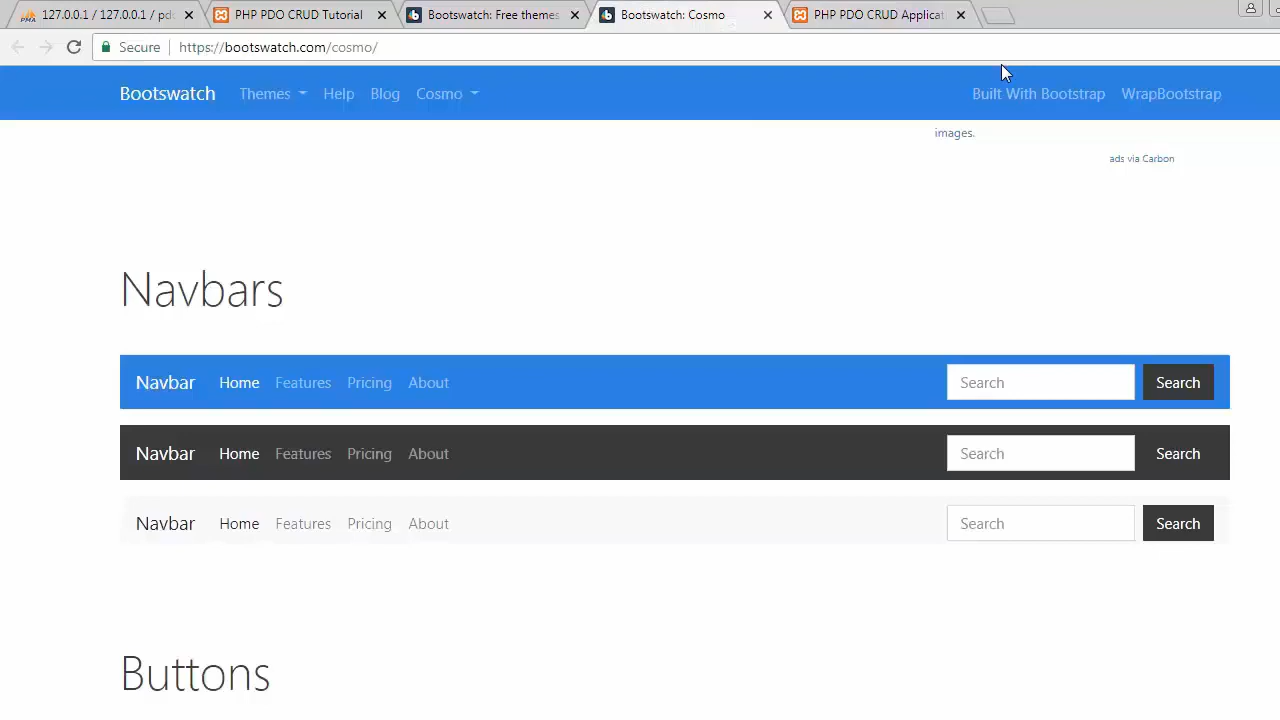 127.0.0.1 / 127.0.0.1 / pdo PHP PDO CRUD Tutorial Bootswatch: Free themes Bootswatch: Cosmo PHP PDO CRUD Applicat
Secure https://bootswatch.com/cosmo/
Bootswatch Themes Help Blog Cosmo Built With Bootstrap WrapBootstrap
images.
ads via Carbon
Navbars
Navbar Home Features Pricing About Search Search
Navbar Home Features Pricing About Search Search
Navbar Home Features Pricing About Search Search
Buttons